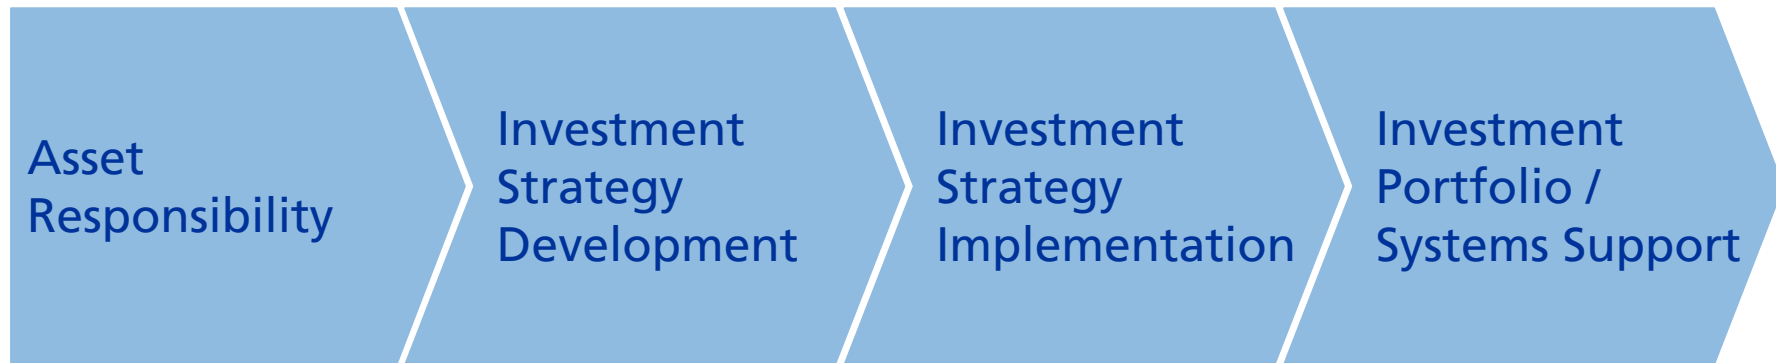 Asset
Responsibility
Investment
Strategy
Development
Investment
Strategy
Implementation
Investment
Portfolio /
Systems Support